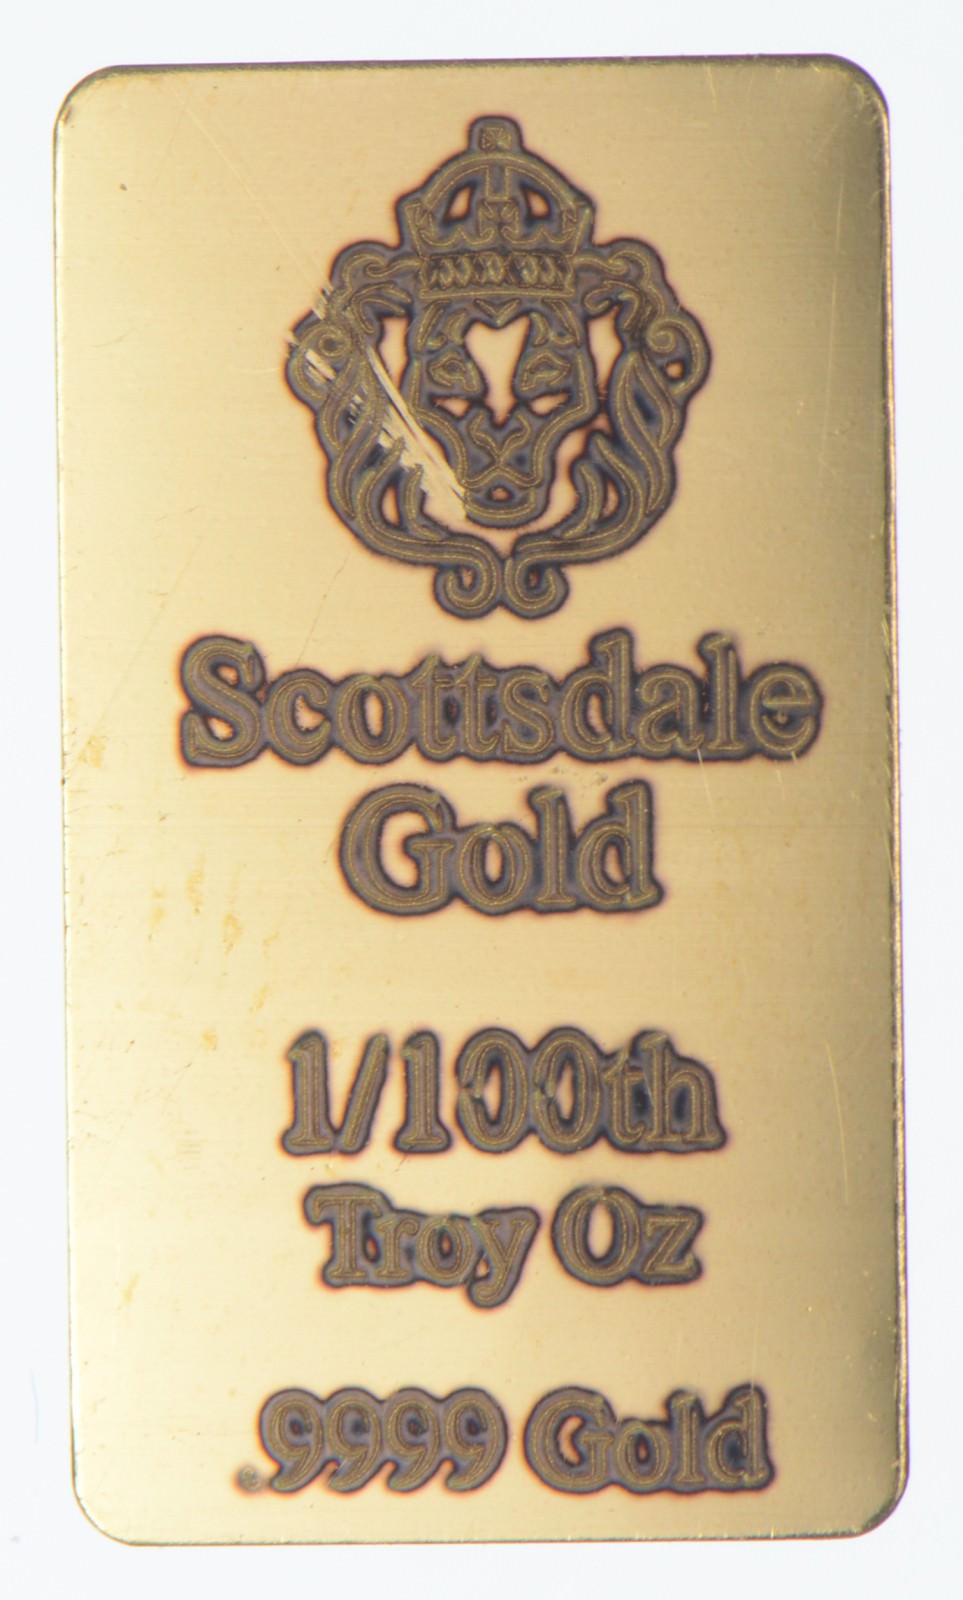 Scottsdale
Gold
1/100th
Troy Oz
.9999 Gold